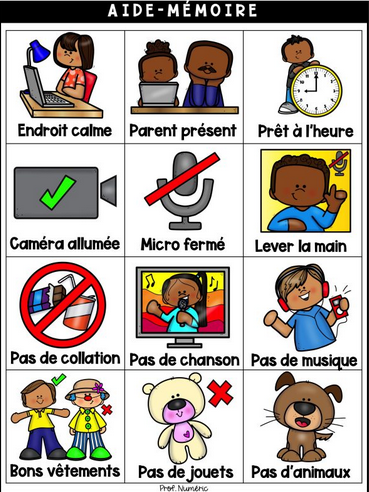 AIDE-MÉMOIRE
Endroit calme
Parent présent
Prêt à l'heure
Caméra allumée
Micro fermé
Lever la main
Pas de collation
Pas de chanson
Pas de musique
Bons vêtements
Pas de jouets
Pas d'animaux
Prof. Numéric